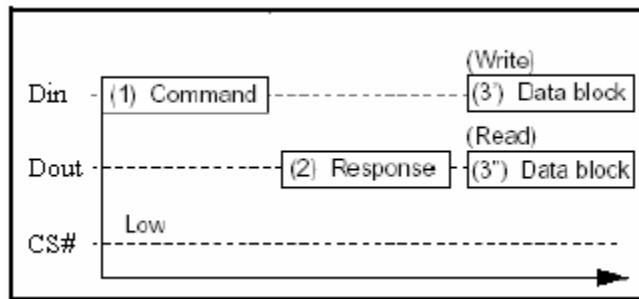 (Write)
Din (1) Command (3') Data block
(Read)
Dout (2) Response (3") Data block
Low
CS#